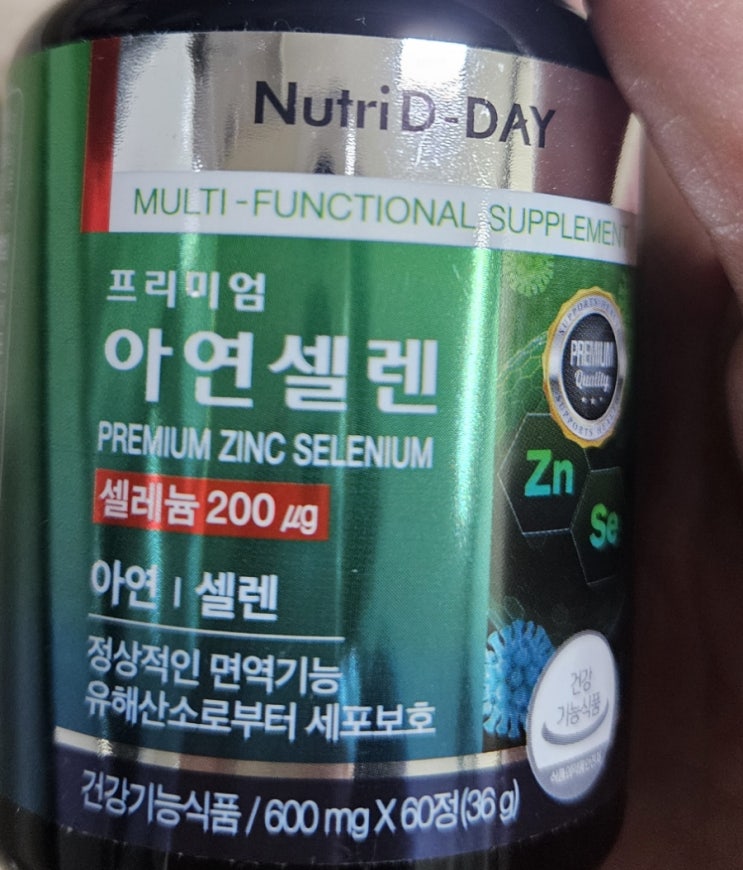 Nutri D-DAY
MULTI-FUNCTIONAL SUPPLEMENT
프리미엄
아연셀렌
PREMIUM ZINC SELENIUM
셀레늄 200 μg
아연 | 셀렌
정상적인 면역기능
유해산소로부터 세포보호
건강기능식품 / 600 mg X 60정(36 g)
PREMIUM
Quality
Zn
Se
건강
기능식품